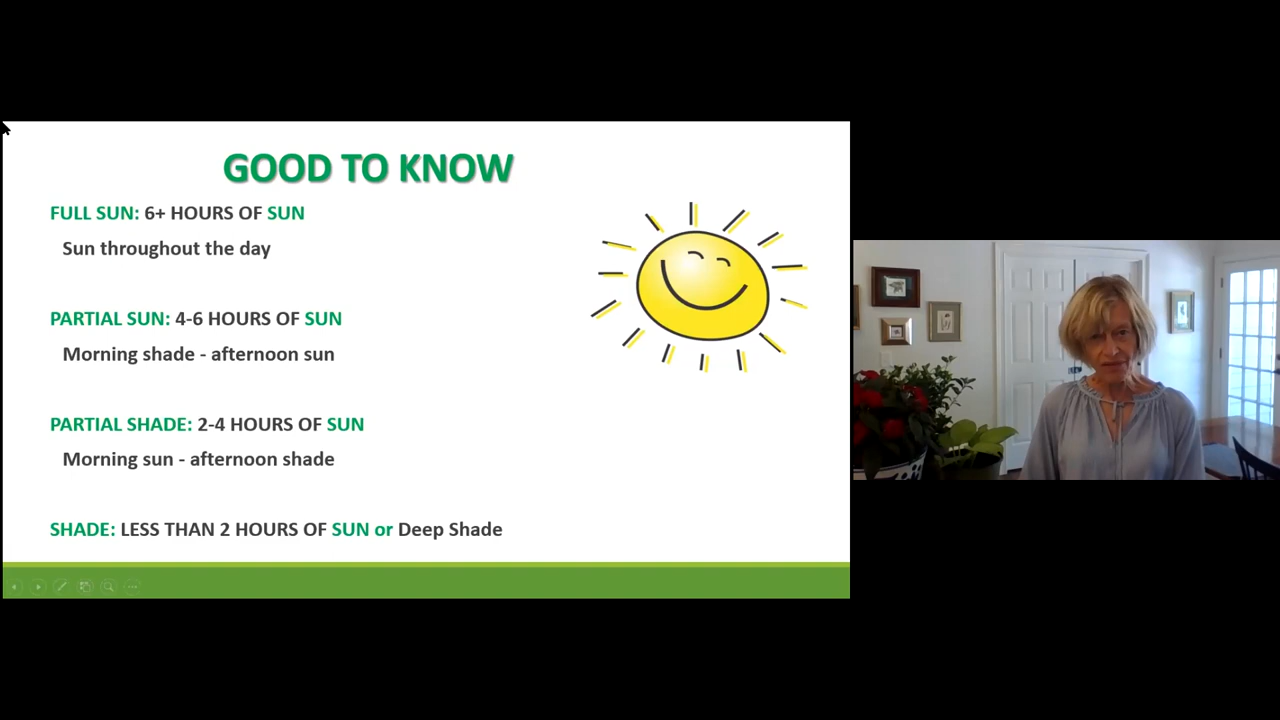 GOOD TO KNOW
FULL SUN: 6+ HOURS OF SUN
Sun throughout the day
PARTIAL SUN: 4-6 HOURS OF SUN
Morning shade - afternoon sun
PARTIAL SHADE: 2-4 HOURS OF SUN
Morning sun - afternoon shade
SHADE: LESS THAN 2 HOURS OF SUN or Deep Shade